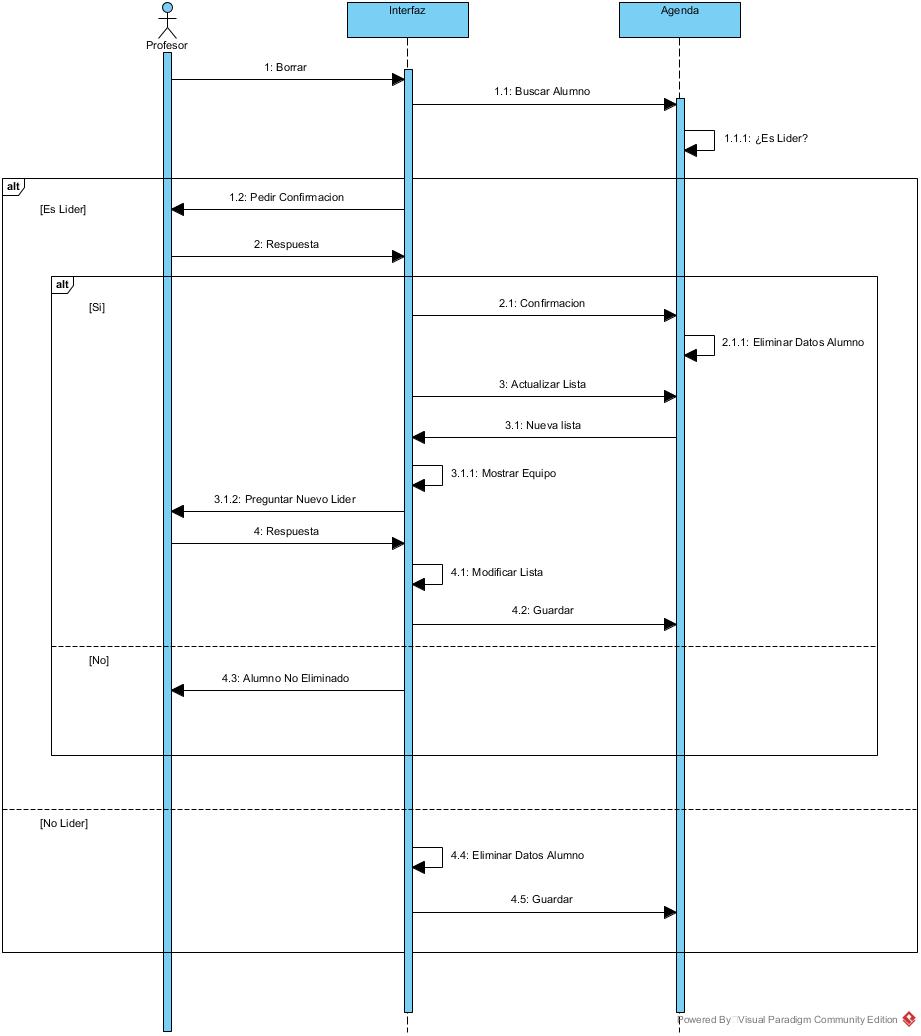 Interfaz
Agenda
Profesor
1: Borrar
1.1: Buscar Alumno
1.1.1: ¿Es Lider?
alt
1.2: Pedir Confirmacion
[Es Lider]
2: Respuesta
alt
[Si]
2.1: Confirmacion
2.1.1: Eliminar Datos Alumno
3: Actualizar Lista
3.1: Nueva lista
3.1.1: Mostrar Equipo
3.1.2: Preguntar Nuevo Lider
4: Respuesta
4.1: Modificar Lista
4.2: Guardar
[No]
4.3: Alumno No Eliminado
[No Lider]
4.4: Eliminar Datos Alumno
4.5: Guardar
Powered By Visual Paradigm Community Edition